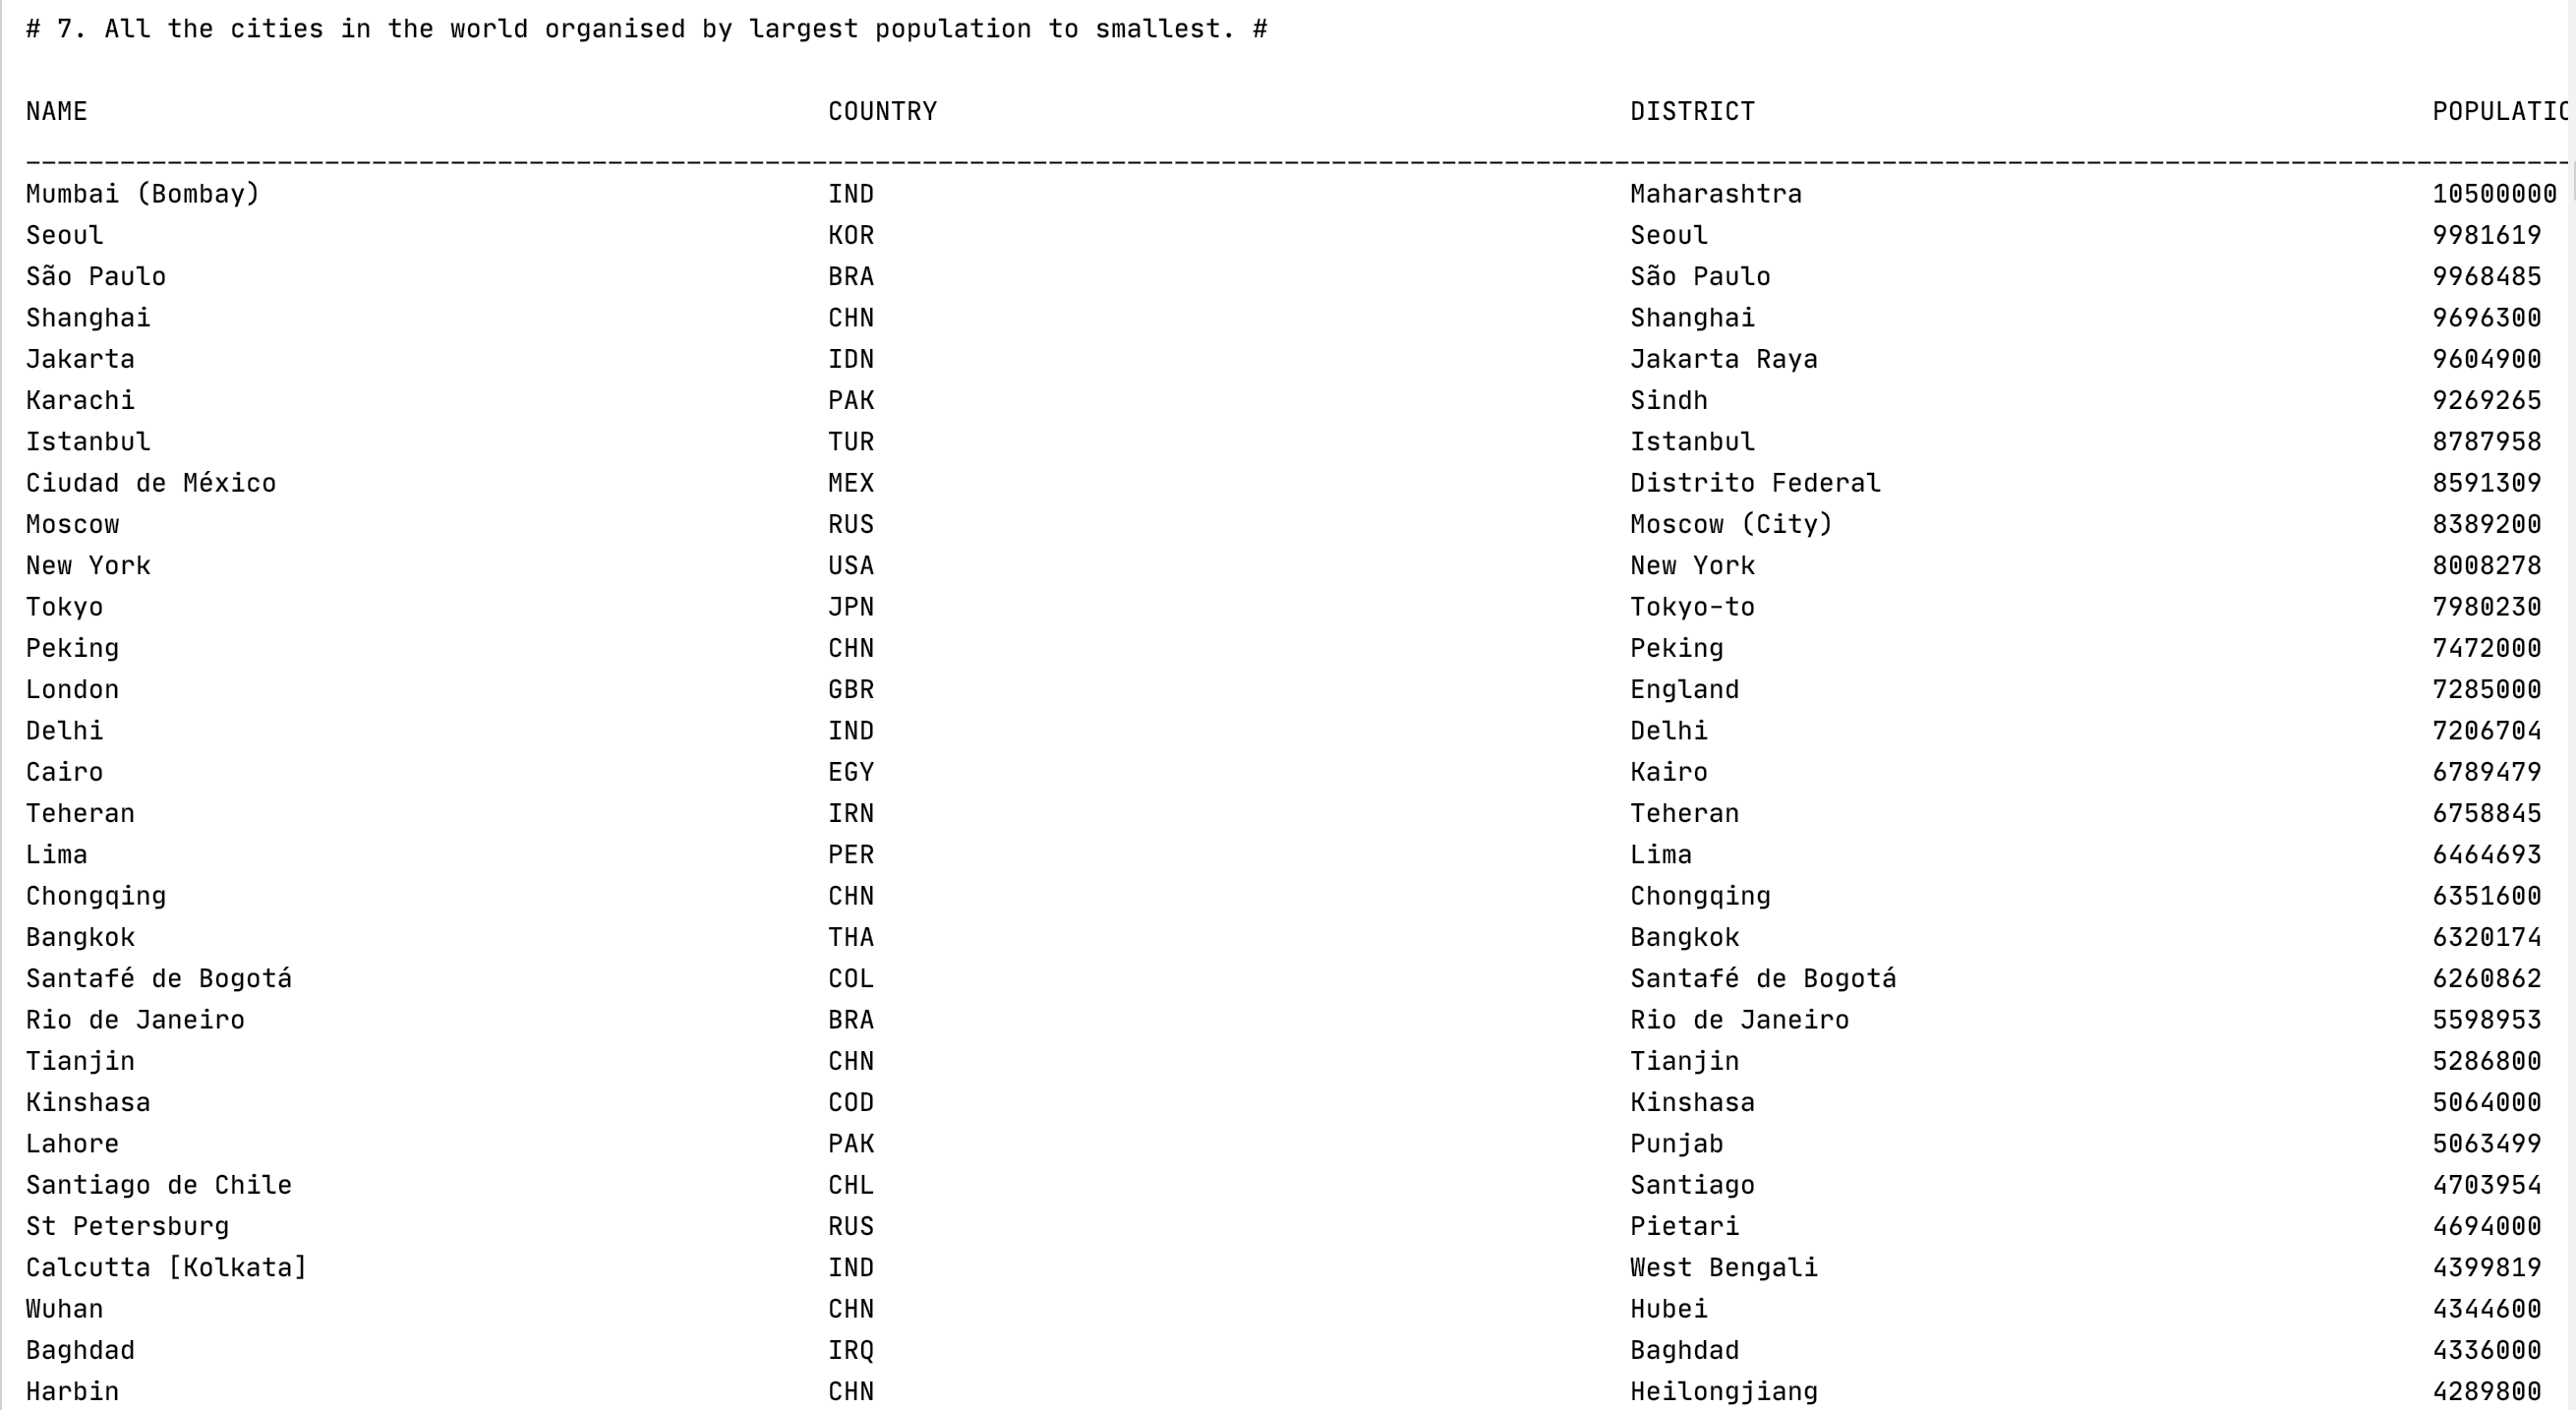 # 7. All the cities in the world organised by largest population to smallest. #
NAME COUNTRY DISTRICT POPULATIO
Mumbai (Bombay) IND Maharashtra 10500000
Seoul KOR Seoul 9981619
São Paulo BRA São Paulo 9968485
Shanghai CHN Shanghai 9696300
Jakarta IDN Jakarta Raya 9604900
Karachi PAK Sindh 9269265
Istanbul TUR Istanbul 8787958
Ciudad de México MEX Distrito Federal 8591309
Moscow RUS Moscow (City) 8389200
New York USA New York 8008278
Tokyo JPN Tokyo-to 7980230
Peking CHN Peking 7472000
London GBR England 7285000
Delhi IND Delhi 7206704
Cairo EGY Kairo 6789479
Teheran IRN Teheran 6758845
Lima PER Lima 6464693
Chongqing CHN Chongqing 6351600
Bangkok THA Bangkok 6320174
Santafé de Bogotá COL Santafé de Bogotá 6260862
Rio de Janeiro BRA Rio de Janeiro 5598953
Tianjin CHN Tianjin 5286800
Kinshasa COD Kinshasa 5064000
Lahore PAK Punjab 5063499
Santiago de Chile CHL Santiago 4703954
St Petersburg RUS Pietari 4694000
Calcutta [Kolkata] IND West Bengali 4399819
Wuhan CHN Hubei 4344600
Baghdad IRQ Baghdad 4336000
Harbin CHN Heilongjiang 4289800